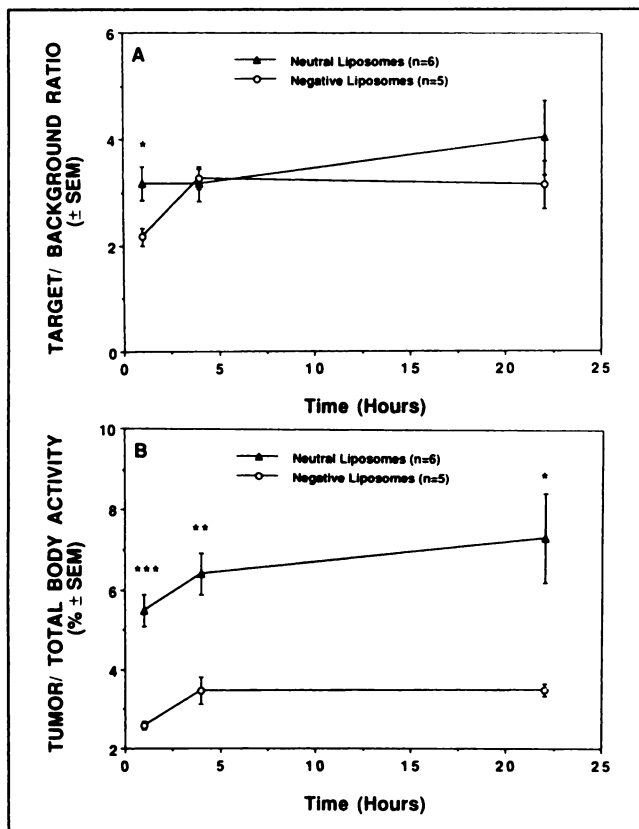 A
Neutral Liposomes (n=6)
Negative Liposomes (n=5)
TARGET/ BACKGROUND RATIO
(± SEM)
6
4
2
0
*
0 5 10 15 20 25
Time (Hours)
B
Neutral Liposomes (n=6)
Negative Liposomes (n=5)
TUMOR/ TOTAL BODY ACTIVITY
(% ± SEM)
10
8
6
4
2
***
**
*
0 5 10 15 20 25
Time (Hours)